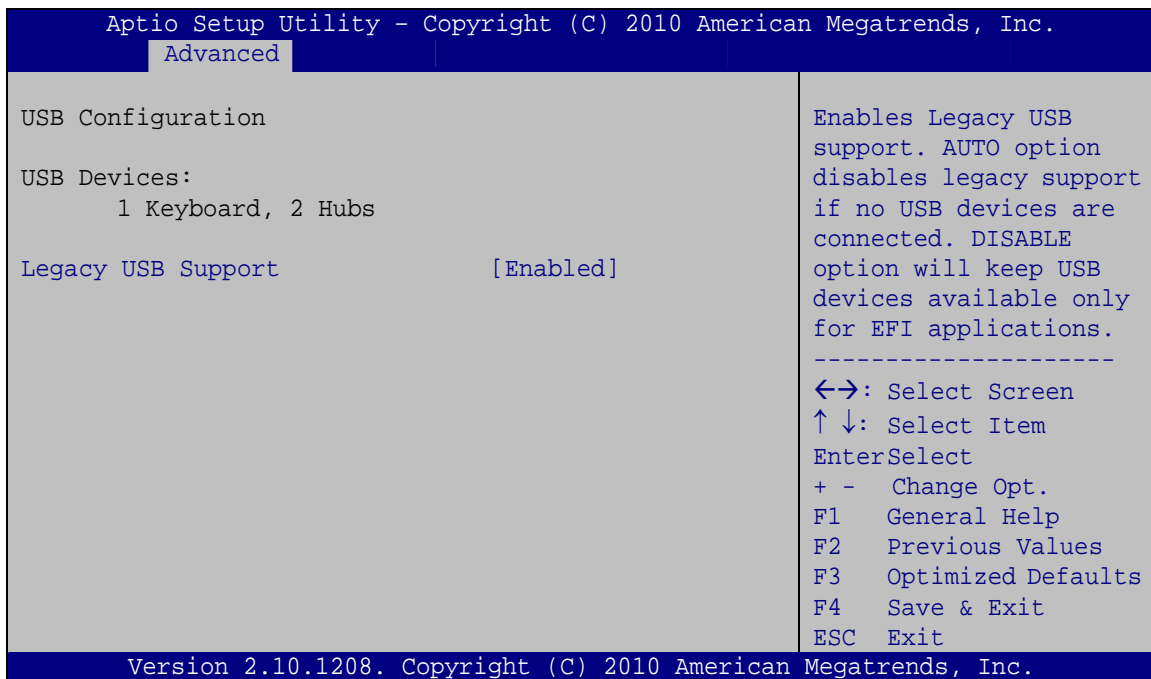 Aptio Setup Utility – Copyright (C) 2010 American Megatrends, Inc.
Advanced
USB Configuration
USB Devices:
1 Keyboard, 2 Hubs
Legacy USB Support [Enabled]
Enables Legacy USB
support. AUTO option
disables legacy support
if no USB devices are
connected. DISABLE
option will keep USB
devices available only
for EFI applications.
---------------------
←→: Select Screen
↑ ↓: Select Item
EnterSelect
+ - Change Opt.
F1 General Help
F2 Previous Values
F3 Optimized Defaults
F4 Save & Exit
ESC Exit
Version 2.10.1208. Copyright (C) 2010 American Megatrends, Inc.